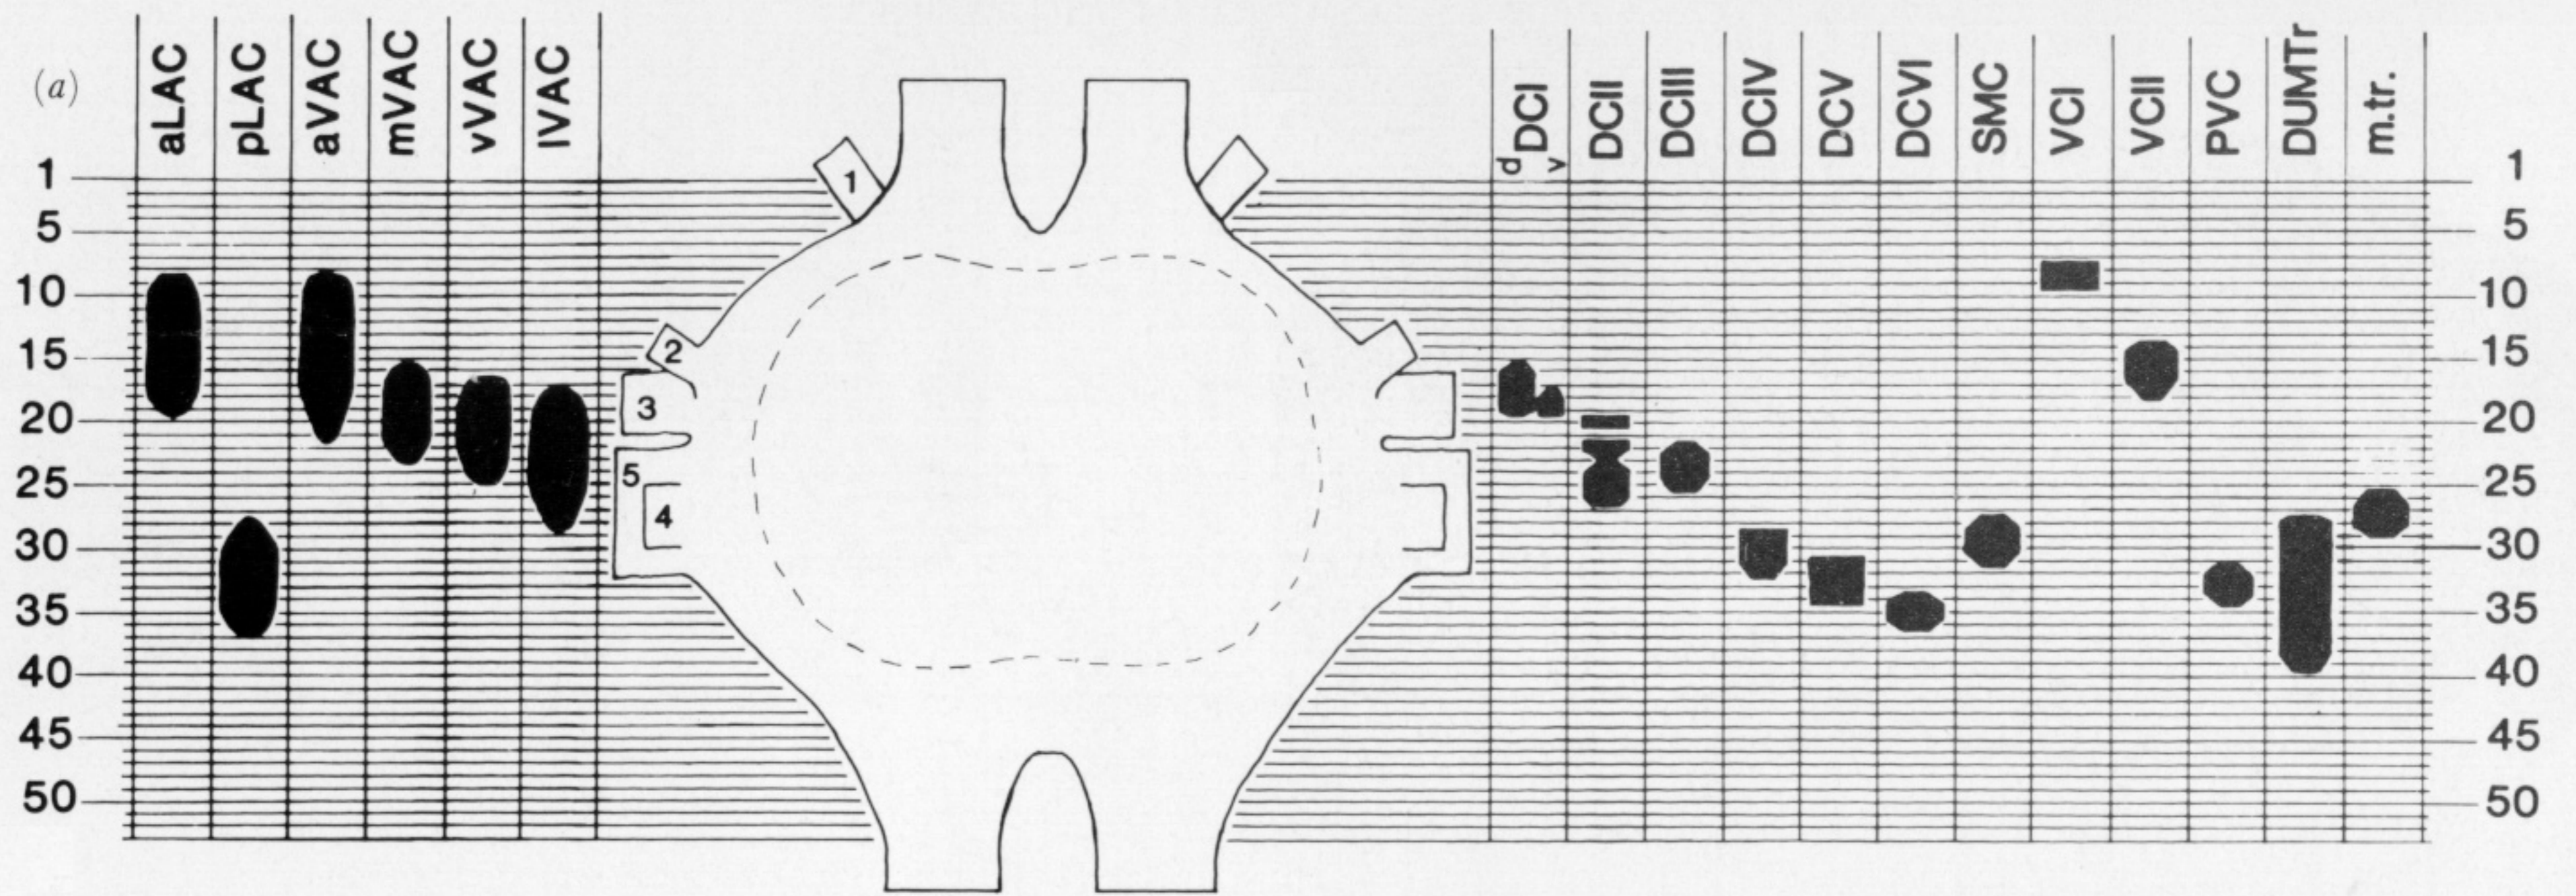 (a)
aLAC pLAC aVAC mVAC vVAC lVAC
d DCI v DCII DCIII DCIV DCV DCVI SMC VCI VCII PVC DUMTr m.tr.
1 1 1
5 5
10 10
15 2 15
20 3 20
25 5 25
4
30 30
35 35
40 40
45 45
50 50